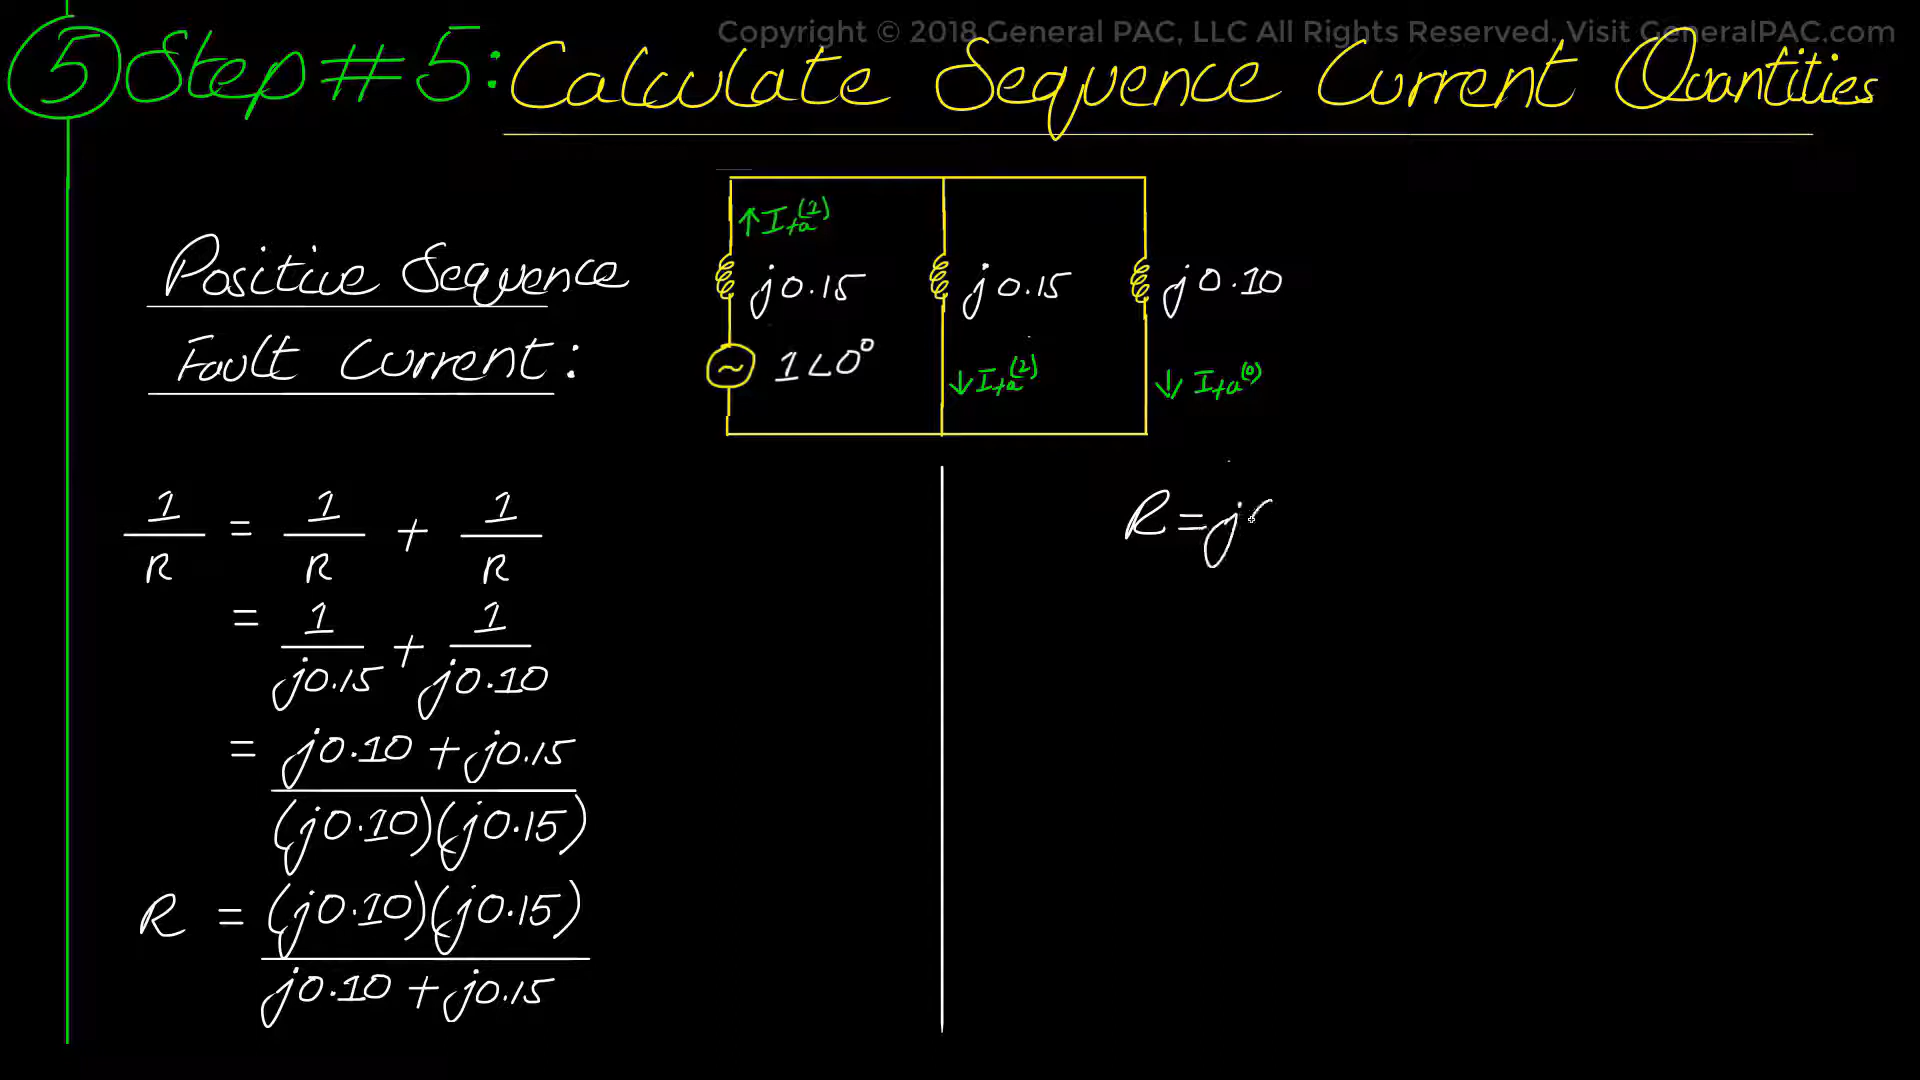 Copyright © 2018 General PAC, LLC All Rights Reserved. Visit GeneralPAC.com
⑤ Step #5: Calculate Sequence Current Quantities
Positive Sequence
Fault Current:
↑Ifa(1)
j0.15 j0.15 j0.10
1∠0°
↓Ifa(2) ↓Ifa(0)
1/R = 1/R + 1/R
= 1/j0.15 + 1/j0.10
= j0.10 + j0.15
(j0.10)(j0.15)
R = (j0.10)(j0.15)
j0.10 + j0.15
R = j